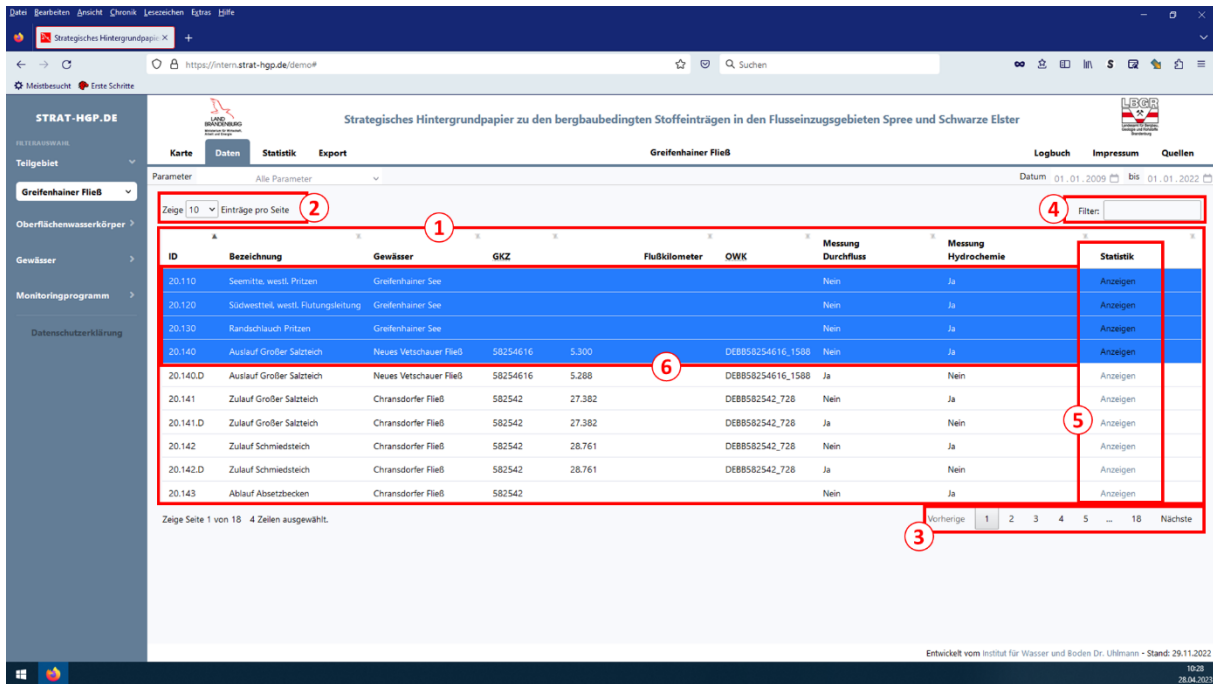 Datei Bearbeiten Ansicht Chronik Lesezeichen Extras Hilfe
Strategisches Hintergrundpapie
https://intern.strat-hgp.de/demo#
Suchen
Meistbesucht Erste Schritte
STRAT-HGP.DE
LAND BRANDENBURG
Strategisches Hintergrundpapier zu den bergbaubedingten Stoffeinträgen in den Flusseinzugsgebieten Spree und Schwarze Elster
LBGR
FILTERAUSWAHL
Karte Daten Statistik Export Greifenhainer Fließ Logbuch Impressum Quellen
Teilgebiet
Parameter Alle Parameter Datum 01.01.2009 bis 01.01.2022
Greifenhainer Fließ
Zeige 10 Einträge pro Seite 2 4 Filter:
Oberflächenwasserkörper
1
ID Bezeichnung Gewässer GKZ Flußkilometer OWK Messung Durchfluss Messung Hydrochemie Statistik
Gewässer
20.110 Seemitte, westl. Pritzen Greifenhainer See Nein Ja Anzeigen
Monitoringprogramm
20.120 Südwestteil, westl. Flutungsleitung Greifenhainer See Nein Ja Anzeigen
20.130 Randschlauch Pritzen Greifenhainer See Nein Ja Anzeigen
Datenschutzerklärung
20.140 Auslauf Großer Salzteich Neues Vetschauer Fließ 58254616 5.300 DEBB58254616_1588 Nein Ja Anzeigen
6
20.140.D Auslauf Großer Salzteich Neues Vetschauer Fließ 58254616 5.288 DEBB58254616_1588 Ja Nein Anzeigen
20.141 Zulauf Großer Salzteich Chransdorfer Fließ 582542 27.382 DEBB582542_728 Nein Ja Anzeigen
20.141.D Zulauf Großer Salzteich Chransdorfer Fließ 582542 27.382 DEBB582542_728 Ja Nein Anzeigen
5
20.142 Zulauf Schmiedsteich Chransdorfer Fließ 582542 28.761 DEBB582542_728 Nein Ja Anzeigen
20.142.D Zulauf Schmiedsteich Chransdorfer Fließ 582542 28.761 DEBB582542_728 Ja Nein Anzeigen
20.143 Ablauf Absetzbecken Chransdorfer Fließ 582542 Nein Ja Anzeigen
Zeige Seite 1 von 18 4 Zeilen ausgewählt. Vorherige 1 2 3 4 5 ... 18 Nächste
3
Entwickelt vom Institut für Wasser und Boden Dr. Uhlmann - Stand: 29.11.2022
10:28
28.04.2023